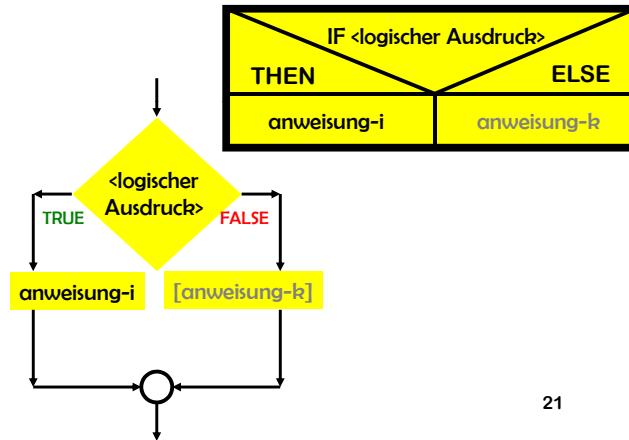 IF <logischer Ausdruck>
THEN
ELSE
anweisung-i
anweisung-k
<logischer
Ausdruck>
TRUE
FALSE
anweisung-i
[anweisung-k]
21